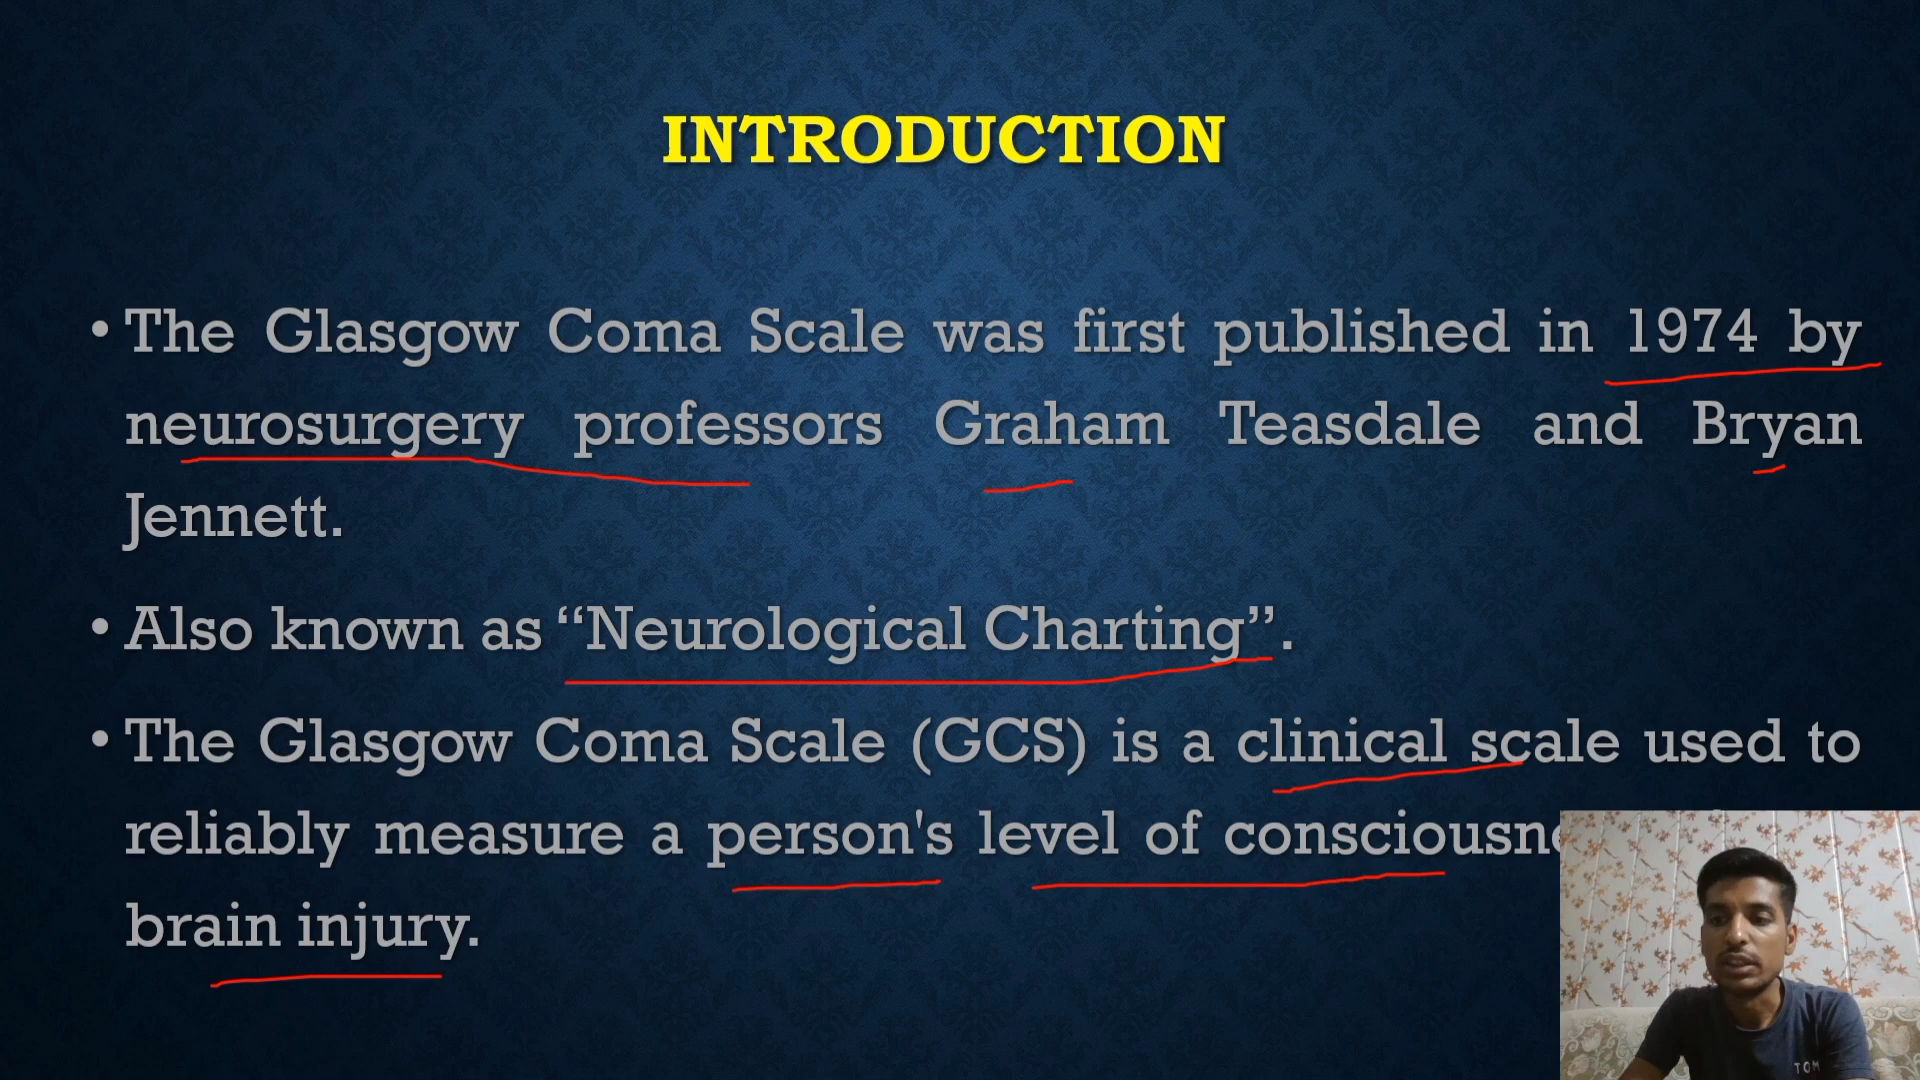 INTRODUCTION
• The Glasgow Coma Scale was first published in 1974 by
neurosurgery professors Graham Teasdale and Bryan
Jennett.
• Also known as “Neurological Charting”.
• The Glasgow Coma Scale (GCS) is a clinical scale used to
reliably measure a person's level of
brain injury.
TOM